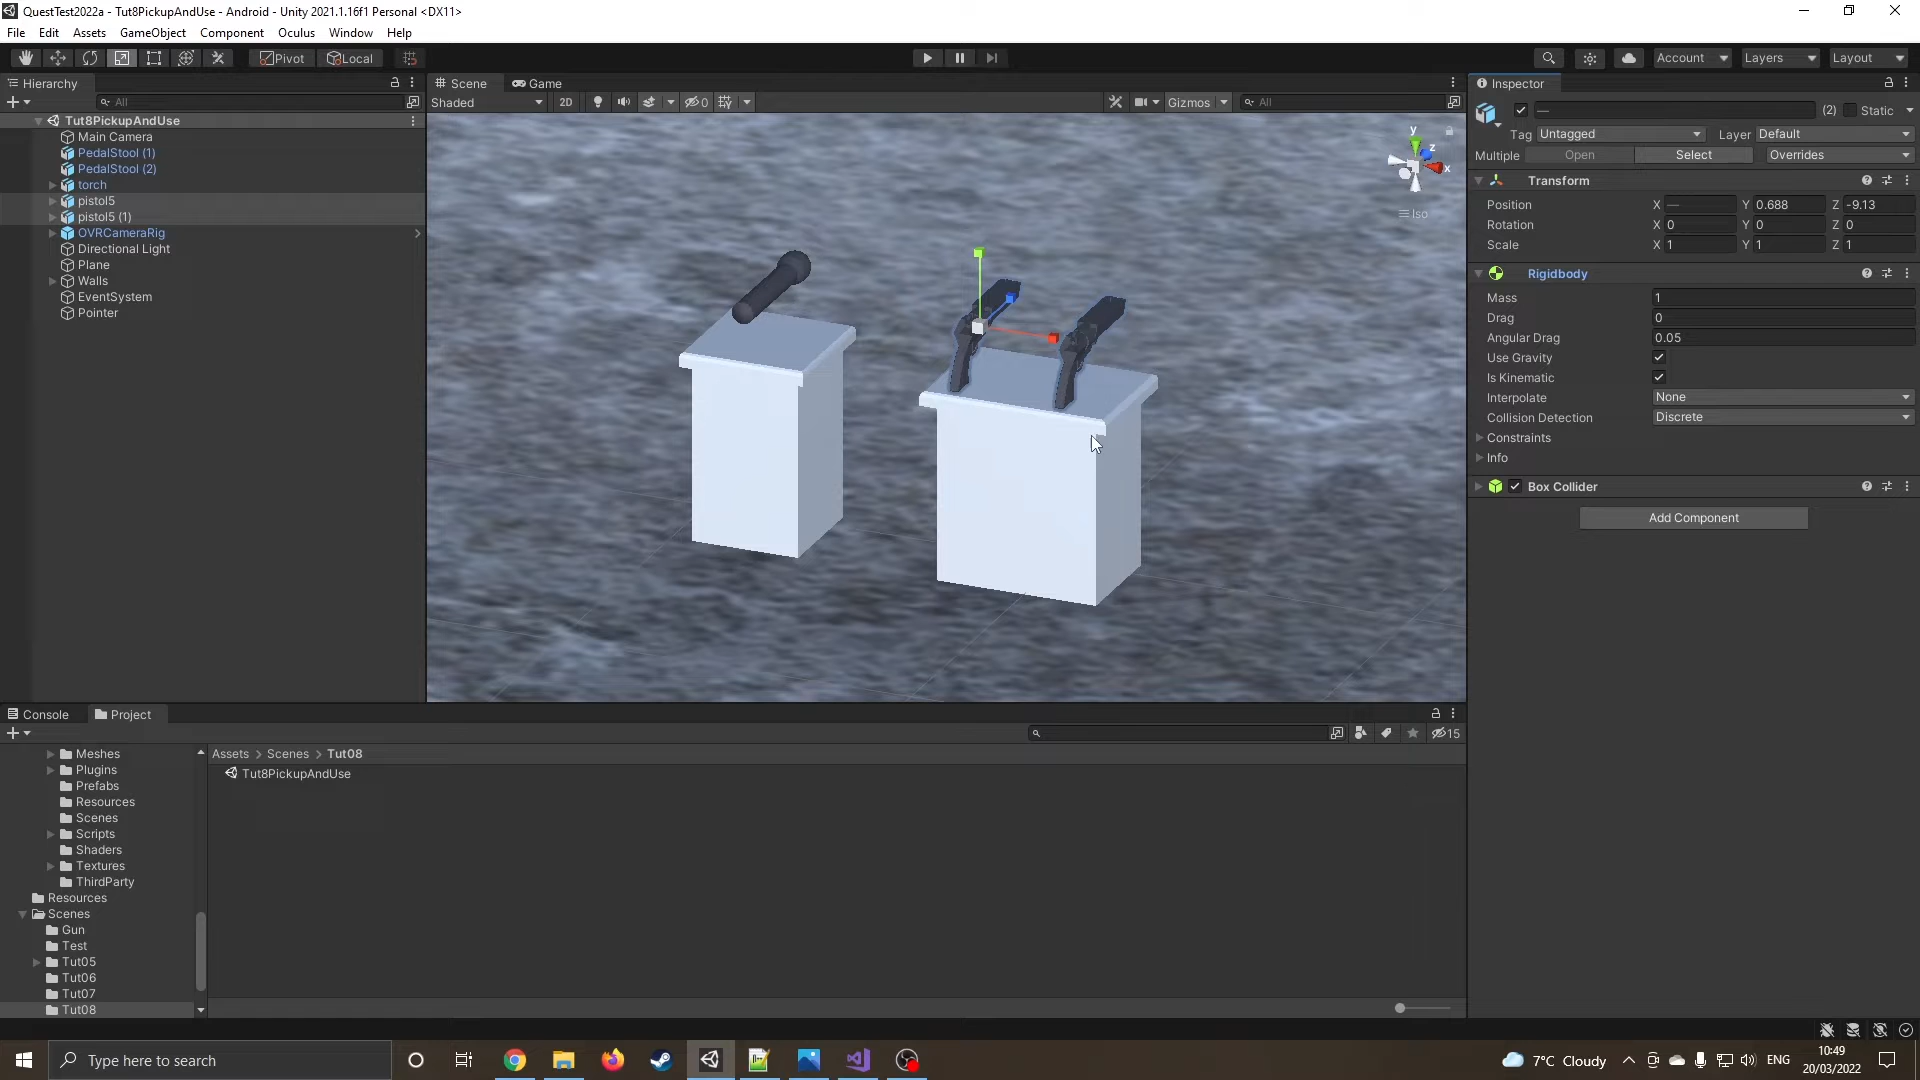 QuestTest2022a - Tut8PickupAndUse - Android - Unity 2021.1.16f1 Personal <DX11>
File Edit Assets GameObject Component Oculus Window Help
Pivot Local
Account Layers Layout
Hierarchy
All
Tut8PickupAndUse
Main Camera
PedalStool (1)
PedalStool (2)
torch
pistol5
pistol5 (1)
OVRCameraRig
Directional Light
Plane
Walls
EventSystem
Pointer
Scene Game
Shaded 2D 0 Gizmos All
y
z
x
Iso
Inspector
— (2) Static
Tag Untagged Layer Default
Multiple Open Select Overrides
Transform
Position X — Y 0.688 Z -9.13
Rotation X 0 Y 0 Z 0
Scale X 1 Y 1 Z 1
Rigidbody
Mass 1
Drag 0
Angular Drag 0.05
Use Gravity
Is Kinematic
Interpolate None
Collision Detection Discrete
Constraints
Info
Box Collider
Add Component
Console Project
15
Meshes
Plugins
Prefabs
Resources
Scenes
Scripts
Shaders
Textures
ThirdParty
Resources
Scenes
Gun
Test
Tut05
Tut06
Tut07
Tut08
Assets > Scenes > Tut08
Tut8PickupAndUse
Type here to search
7°C Cloudy
ENG
10:49
20/03/2022